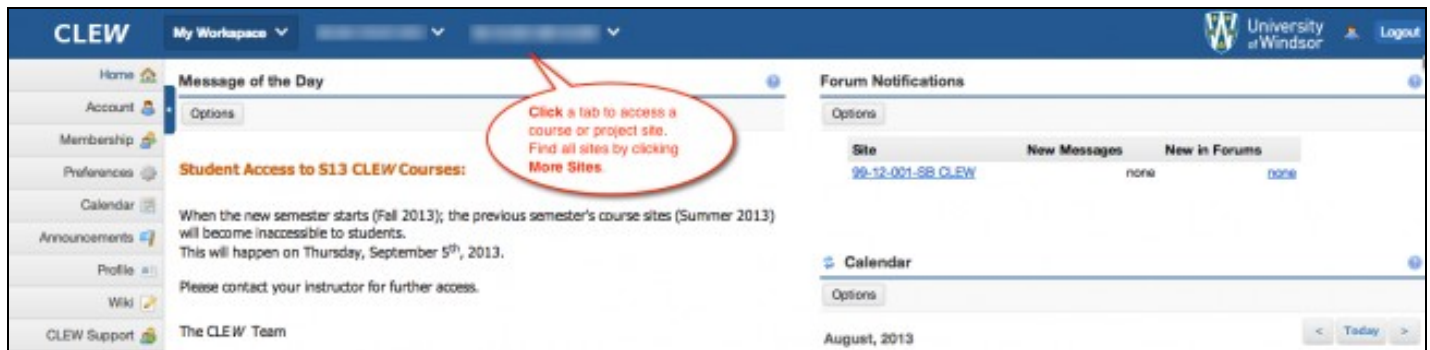 CLEW
My Workspace
University
of Windsor
Logout
Home
Account
Membership
Preferences
Calendar
Announcements
Profile
Wiki
CLEW Support
Message of the Day
Options
Click a tab to access a
course or project site.
Find all sites by clicking
More Sites.
Student Access to S13 CLEW Courses:
When the new semester starts (Fall 2013); the previous semester's course sites (Summer 2013)
will become inaccessible to students.
This will happen on Thursday, September 5th, 2013.
Please contact your instructor for further access.
The CLEW Team
Forum Notifications
Options
Site New Messages New in Forums
99-12-001-SB CLEW none none
Calendar
Options
August, 2013
< Today >